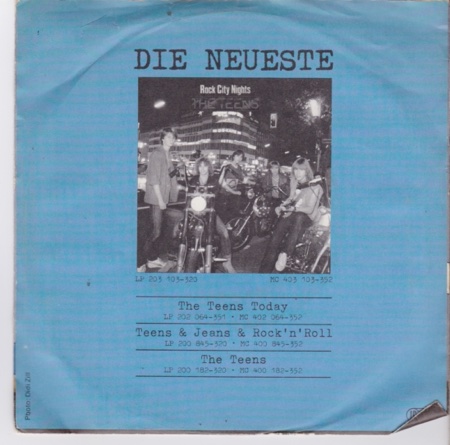 DIE NEUESTE
Rock City Nights
THE TEENS
LP 203 103-320 MC 403 103-352
The Teens Today
LP 202 064-351 · MC 402 064-352
Teens & Jeans & Rock'n'Roll
LP 200 845-320 · MC 400 845-352
The Teens
LP 200 182-320 · MC 400 182-352